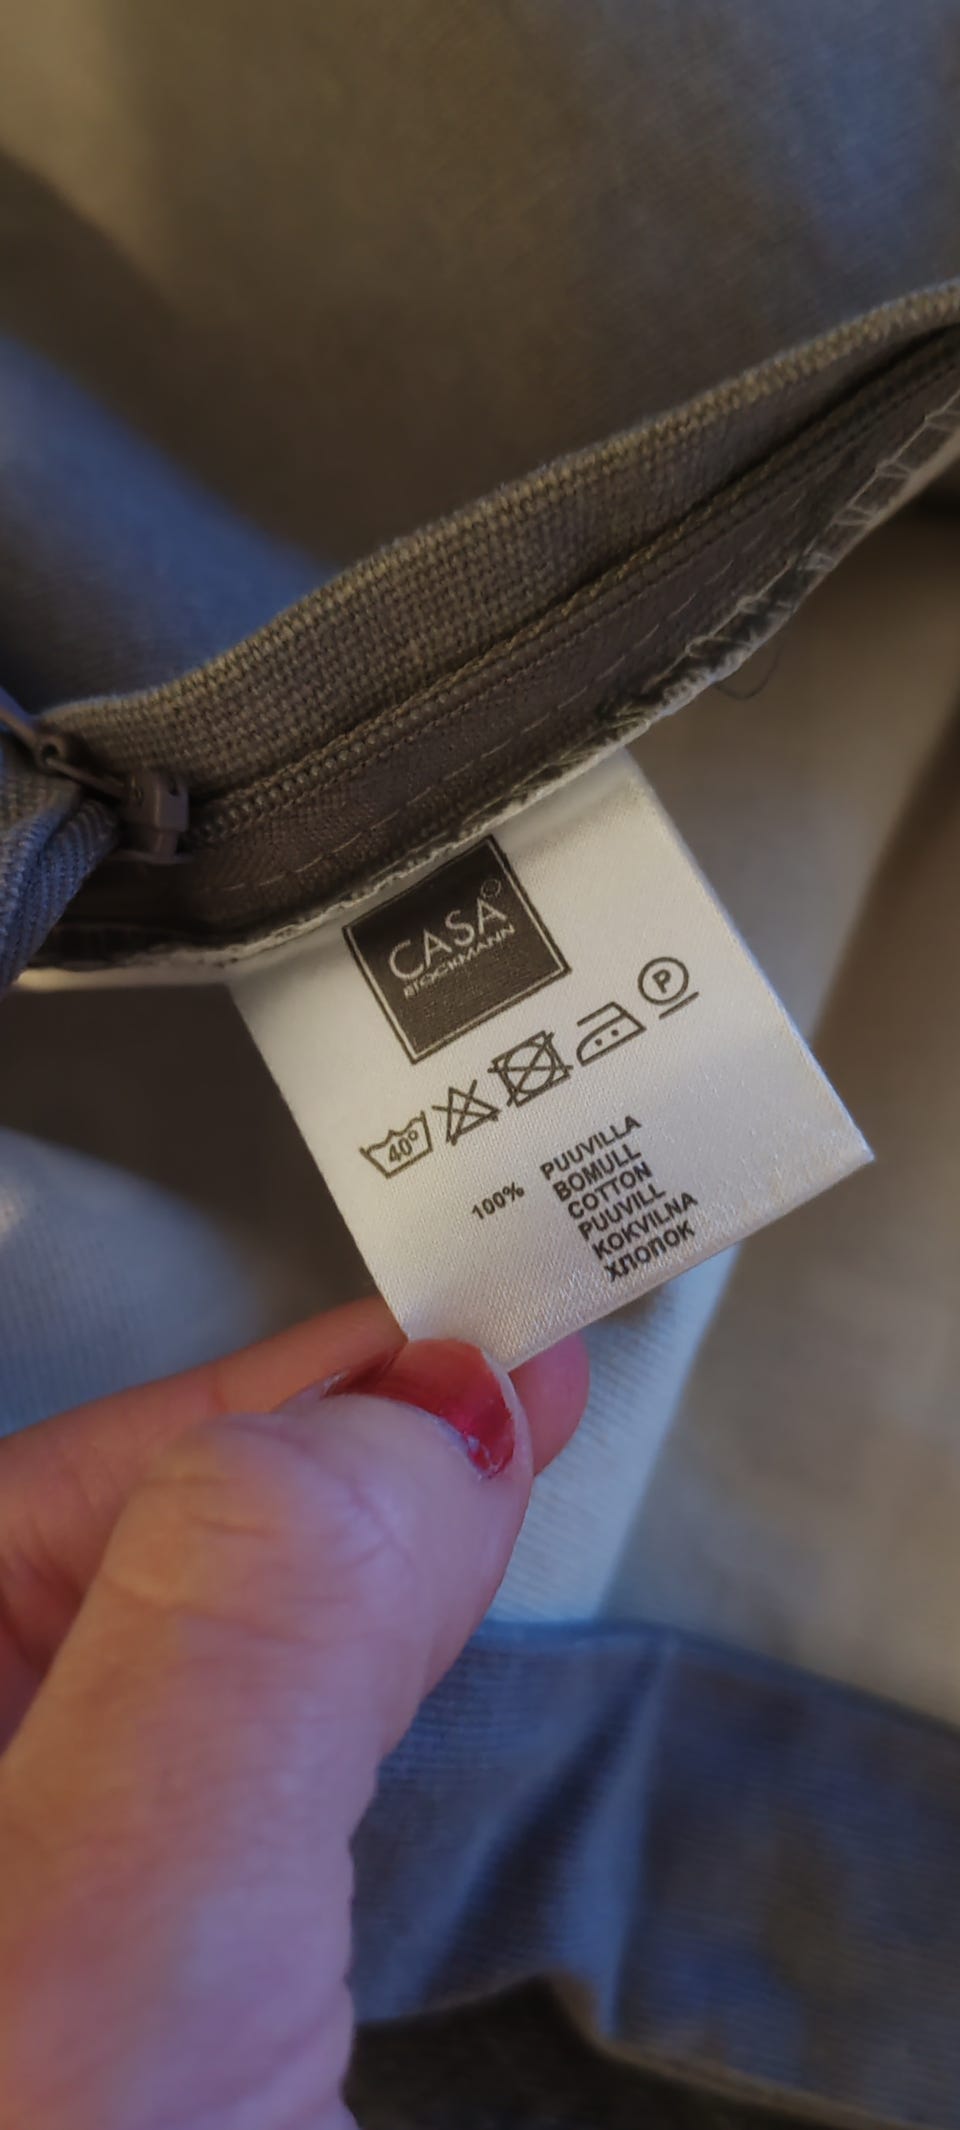 CASA
STOCKMANN
40°
P
100% PUUVILLA
BOMULL
COTTON
PUUVILL
KOKVILNA
ХЛОПОК